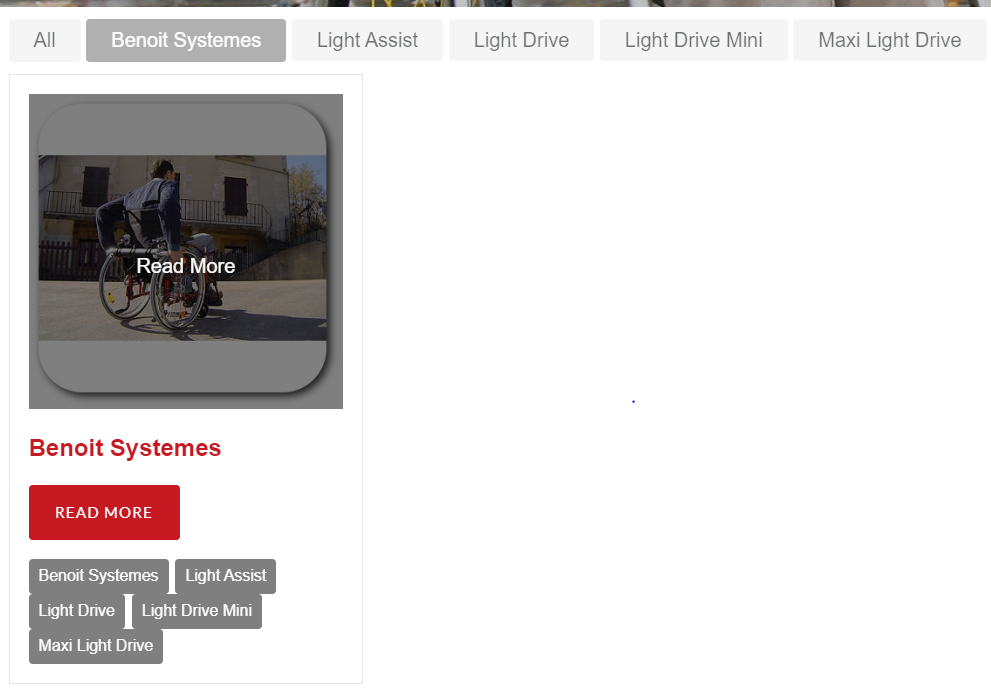 All Benoit Systemes Light Assist Light Drive Light Drive Mini Maxi Light Drive
Read More
Benoit Systemes
READ MORE
Benoit Systemes Light Assist
Light Drive Light Drive Mini
Maxi Light Drive